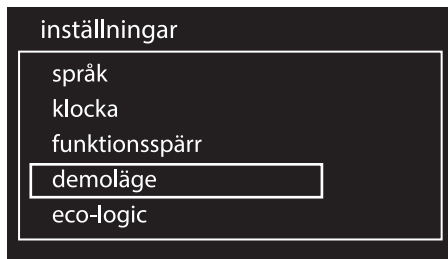 inställningar
språk
klocka
funktionsspärr
demoläge
eco-logic